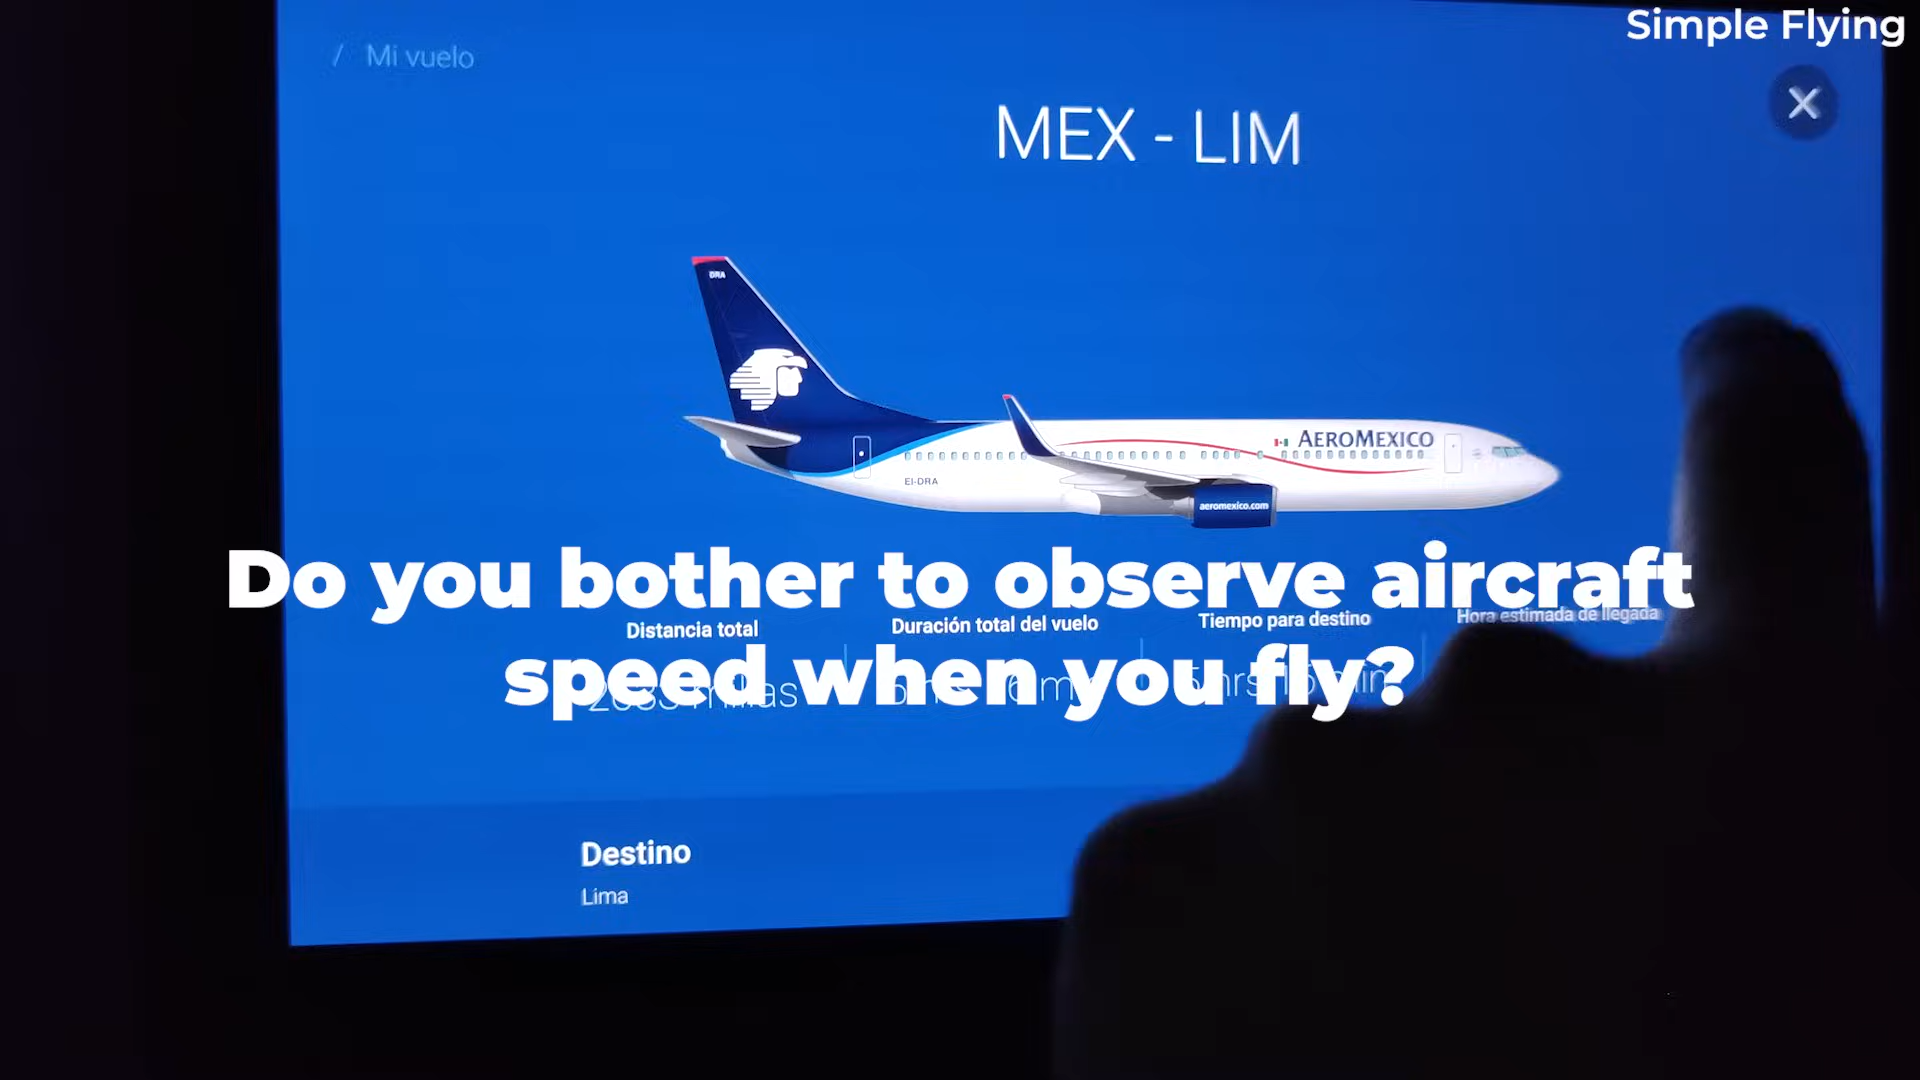 Simple Flying
/ Mi vuelo
MEX - LIM
DRA
AEROMEXICO
EI-DRA
aeromexico.com
Do you bother to observe aircraft
speed when you fly?
Distancia total
Duración total del vuelo
Tiempo para destino
Hora estimada de llegada
millas
Destino
Lima